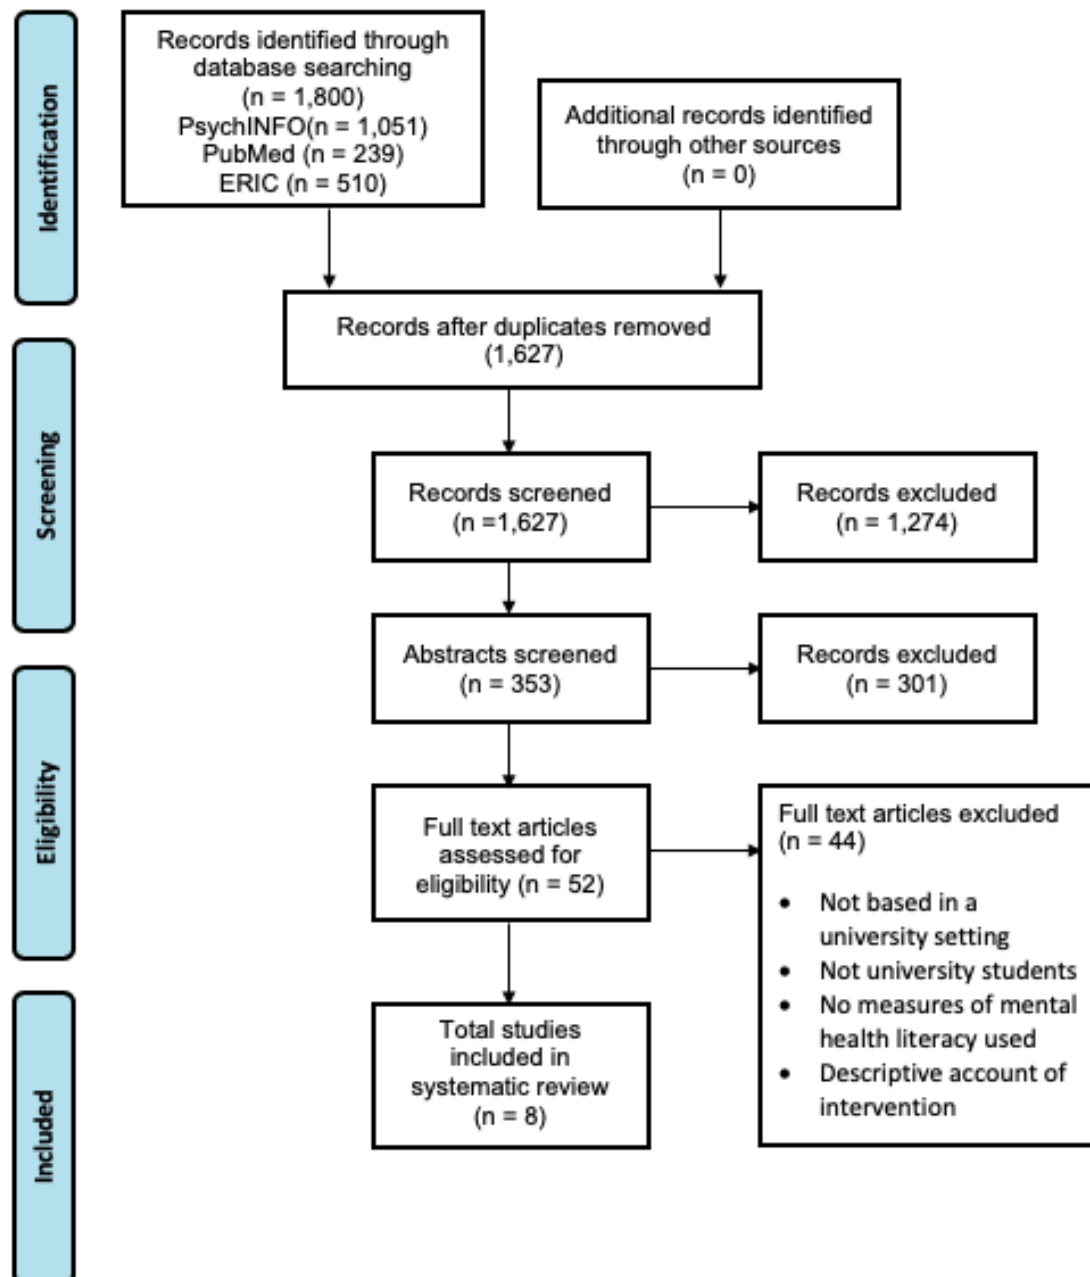 Identification
Records identified through
database searching
(n = 1,800)
PsychINFO(n = 1,051)
PubMed (n = 239)
ERIC (n = 510)
Additional records identified
through other sources
(n = 0)
Records after duplicates removed
(1,627)
Screening
Records screened
(n =1,627)
Records excluded
(n = 1,274)
Abstracts screened
(n = 353)
Records excluded
(n = 301)
Eligibility
Full text articles
assessed for
eligibility (n = 52)
Full text articles excluded
(n = 44)
• Not based in a
university setting
• Not university students
• No measures of mental
health literacy used
• Descriptive account of
intervention
Included
Total studies
included in
systematic review
(n = 8)